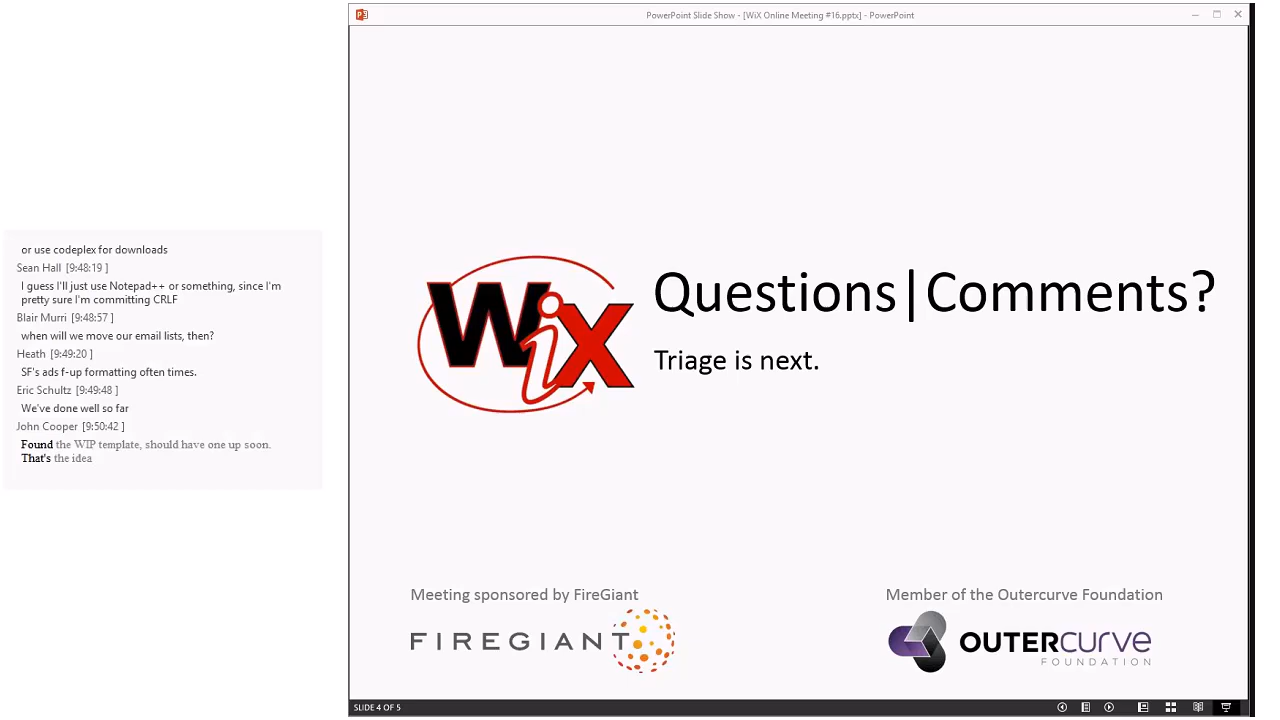 PowerPoint Slide Show - [WiX Online Meeting #16.pptx] - PowerPoint
or use codeplex for downloads
Sean Hall [9:48:19 ]
I guess I'll just use Notepad++ or something, since I'm
pretty sure I'm committing CRLF
Blair Murri [9:48:57 ]
when will we move our email lists, then?
Heath [9:49:20 ]
SF's ads f-up formatting often times.
Eric Schultz [9:49:48 ]
We've done well so far
John Cooper [9:50:42 ]
Found the WIP template, should have one up soon.
That's the idea
WiX
Questions|Comments?
Triage is next.
Meeting sponsored by FireGiant
FIREGIANT
Member of the Outercurve Foundation
OUTERCURVE
FOUNDATION
SLIDE 4 OF 5